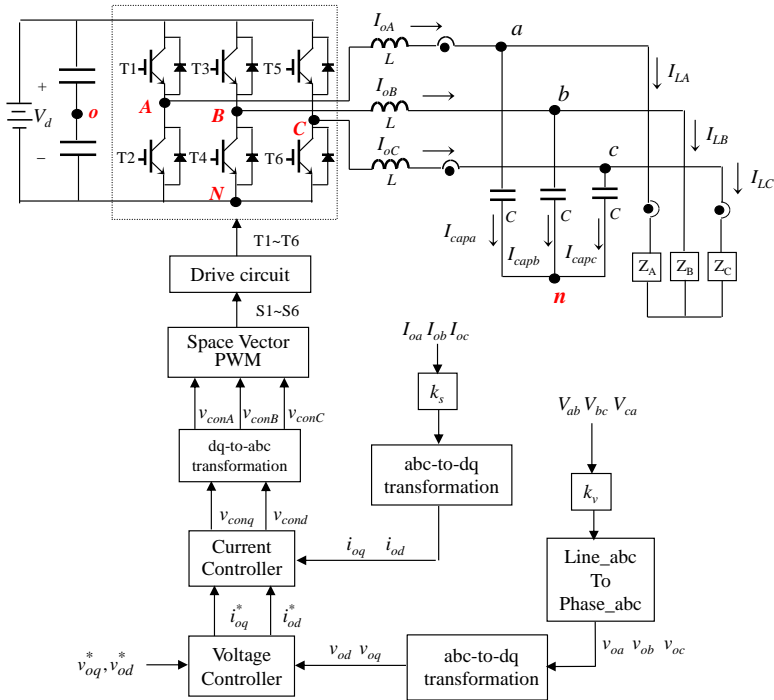 I_oA
a
L
I_LA
T1 T3 T5
+
V_d
o
A
I_oB
b
B
L
I_LB
C
I_oC
c
−
L
T2 T4 T6
I_LC
N
C C C
I_capa
I_capb
I_capc
Z_A Z_B Z_C
n
T1~T6
Drive circuit
S1~S6
Space Vector
PWM
I_oa I_ob I_oc
k_s
v_conA v_conB v_conC
V_ab V_bc V_ca
dq-to-abc
transformation
abc-to-dq
transformation
k_v
v_conq v_cond
Current
Controller
i_oq i_od
Line_abc
To
Phase_abc
i*_oq i*_od
v_oa v_ob v_oc
v*_oq, v*_od
Voltage
Controller
v_od v_oq
abc-to-dq
transformation